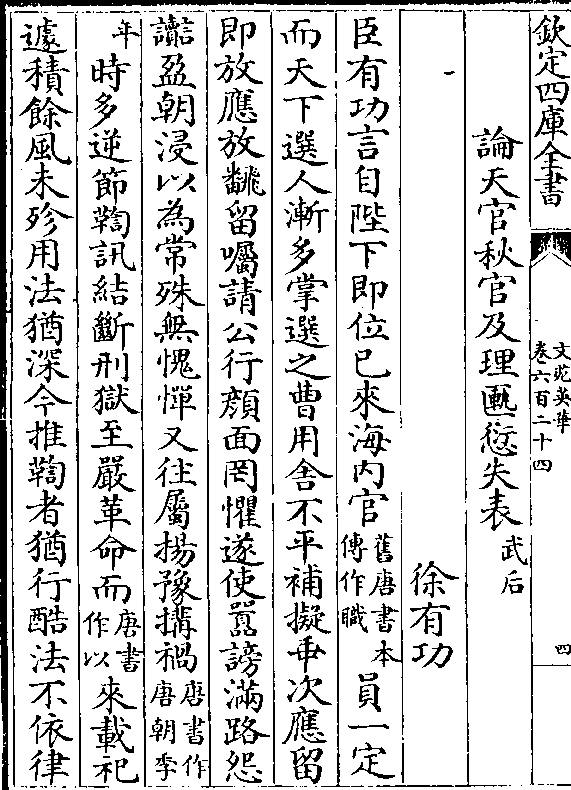 欽定四庫全書
文苑英華
卷六百二十四
四
論天官秋官及理匭愆失表武后
徐有功
臣有功言自陛下即位已來海内官舊唐書本傳作職員一定
而天下選人漸多掌選之曹用舍不平補擬乖次應留
即放應放飜留囑請公行顔面罔懼遂使嚚謗滿路怨
讟盈朝浸以為常殊無愧憚又往屬揚豫搆禍唐書作唐朝季
年時多逆節鞫訊結斷刑獄至嚴革命而唐書作以來載祀
遽積餘風未殄用法猶深今推鞫者猶行酷法不依律